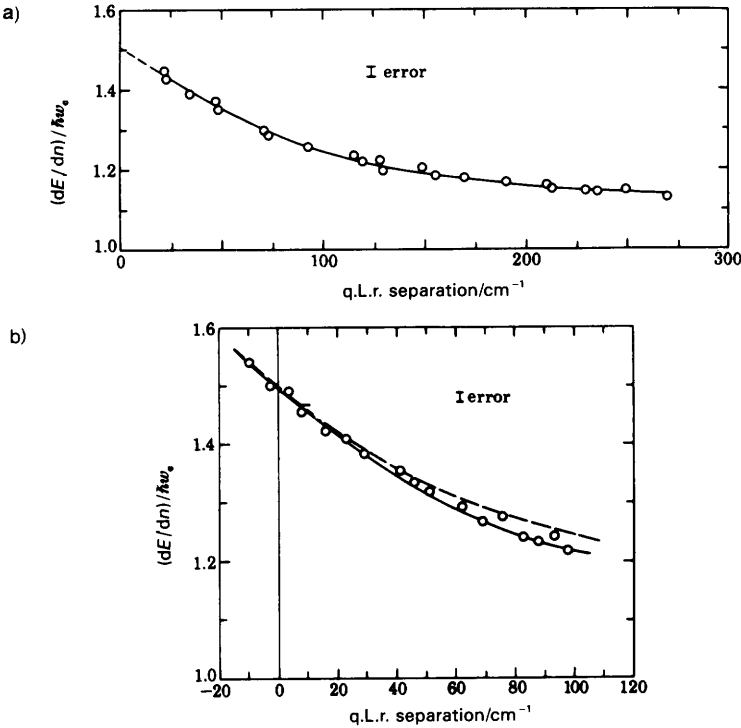 a)
1.6
1.4
1.2
1.0
(dE/dn)/ℏw₀
I error
0
100
200
300
q.L.r. separation/cm⁻¹
b)
1.6
1.4
1.2
1.0
(dE/dn)/ℏw₀
I error
−20
0
20
40
60
80
100
120
q.L.r. separation/cm⁻¹